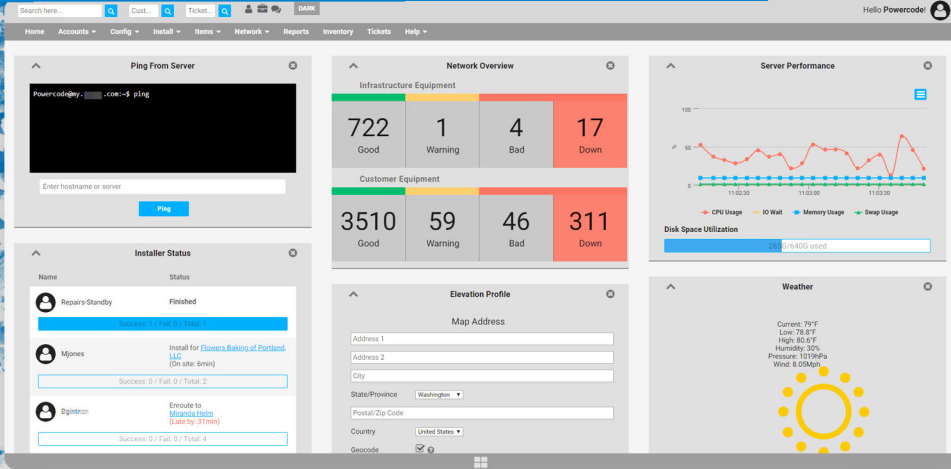 Search here...
Cust...
Ticket...
DARK
Hello Powercode!
Home Accounts Config Install Items Network Reports Inventory Tickets Help
Ping From Server
Powercode@my. .com:~$ ping
Enter hostname or server
Ping
Installer Status
Name Status
Repairs-Standby Finished
Success: 1 / Fail: 0 / Total: 1
Mjones
Install for Flowers Baking of Portland,
LLC
(On site: 6min)
Success: 0 / Fail: 0 / Total: 2
Enroute to
Miranda Helm
(Late by: 31min)
Success: 0 / Fail: 0 / Total: 4
Network Overview
Infrastructure Equipment
722 1 4 17
Good Warning Bad Down
Customer Equipment
3510 59 46 311
Good Warning Bad Down
Elevation Profile
Map Address
Address 1
Address 2
City
State/Province Washington
Postal/Zip Code
Country United States
Geocode
Server Performance
100
%
50
0
11:02:30 11:03:00 11:03:30
CPU Usage IO Wait Memory Usage Swap Usage
Disk Space Utilization
265G/640G used
Weather
Current: 79°F
Low: 78.8°F
High: 80.6°F
Humidity: 30%
Pressure: 1019hPa
Wind: 8.05Mph